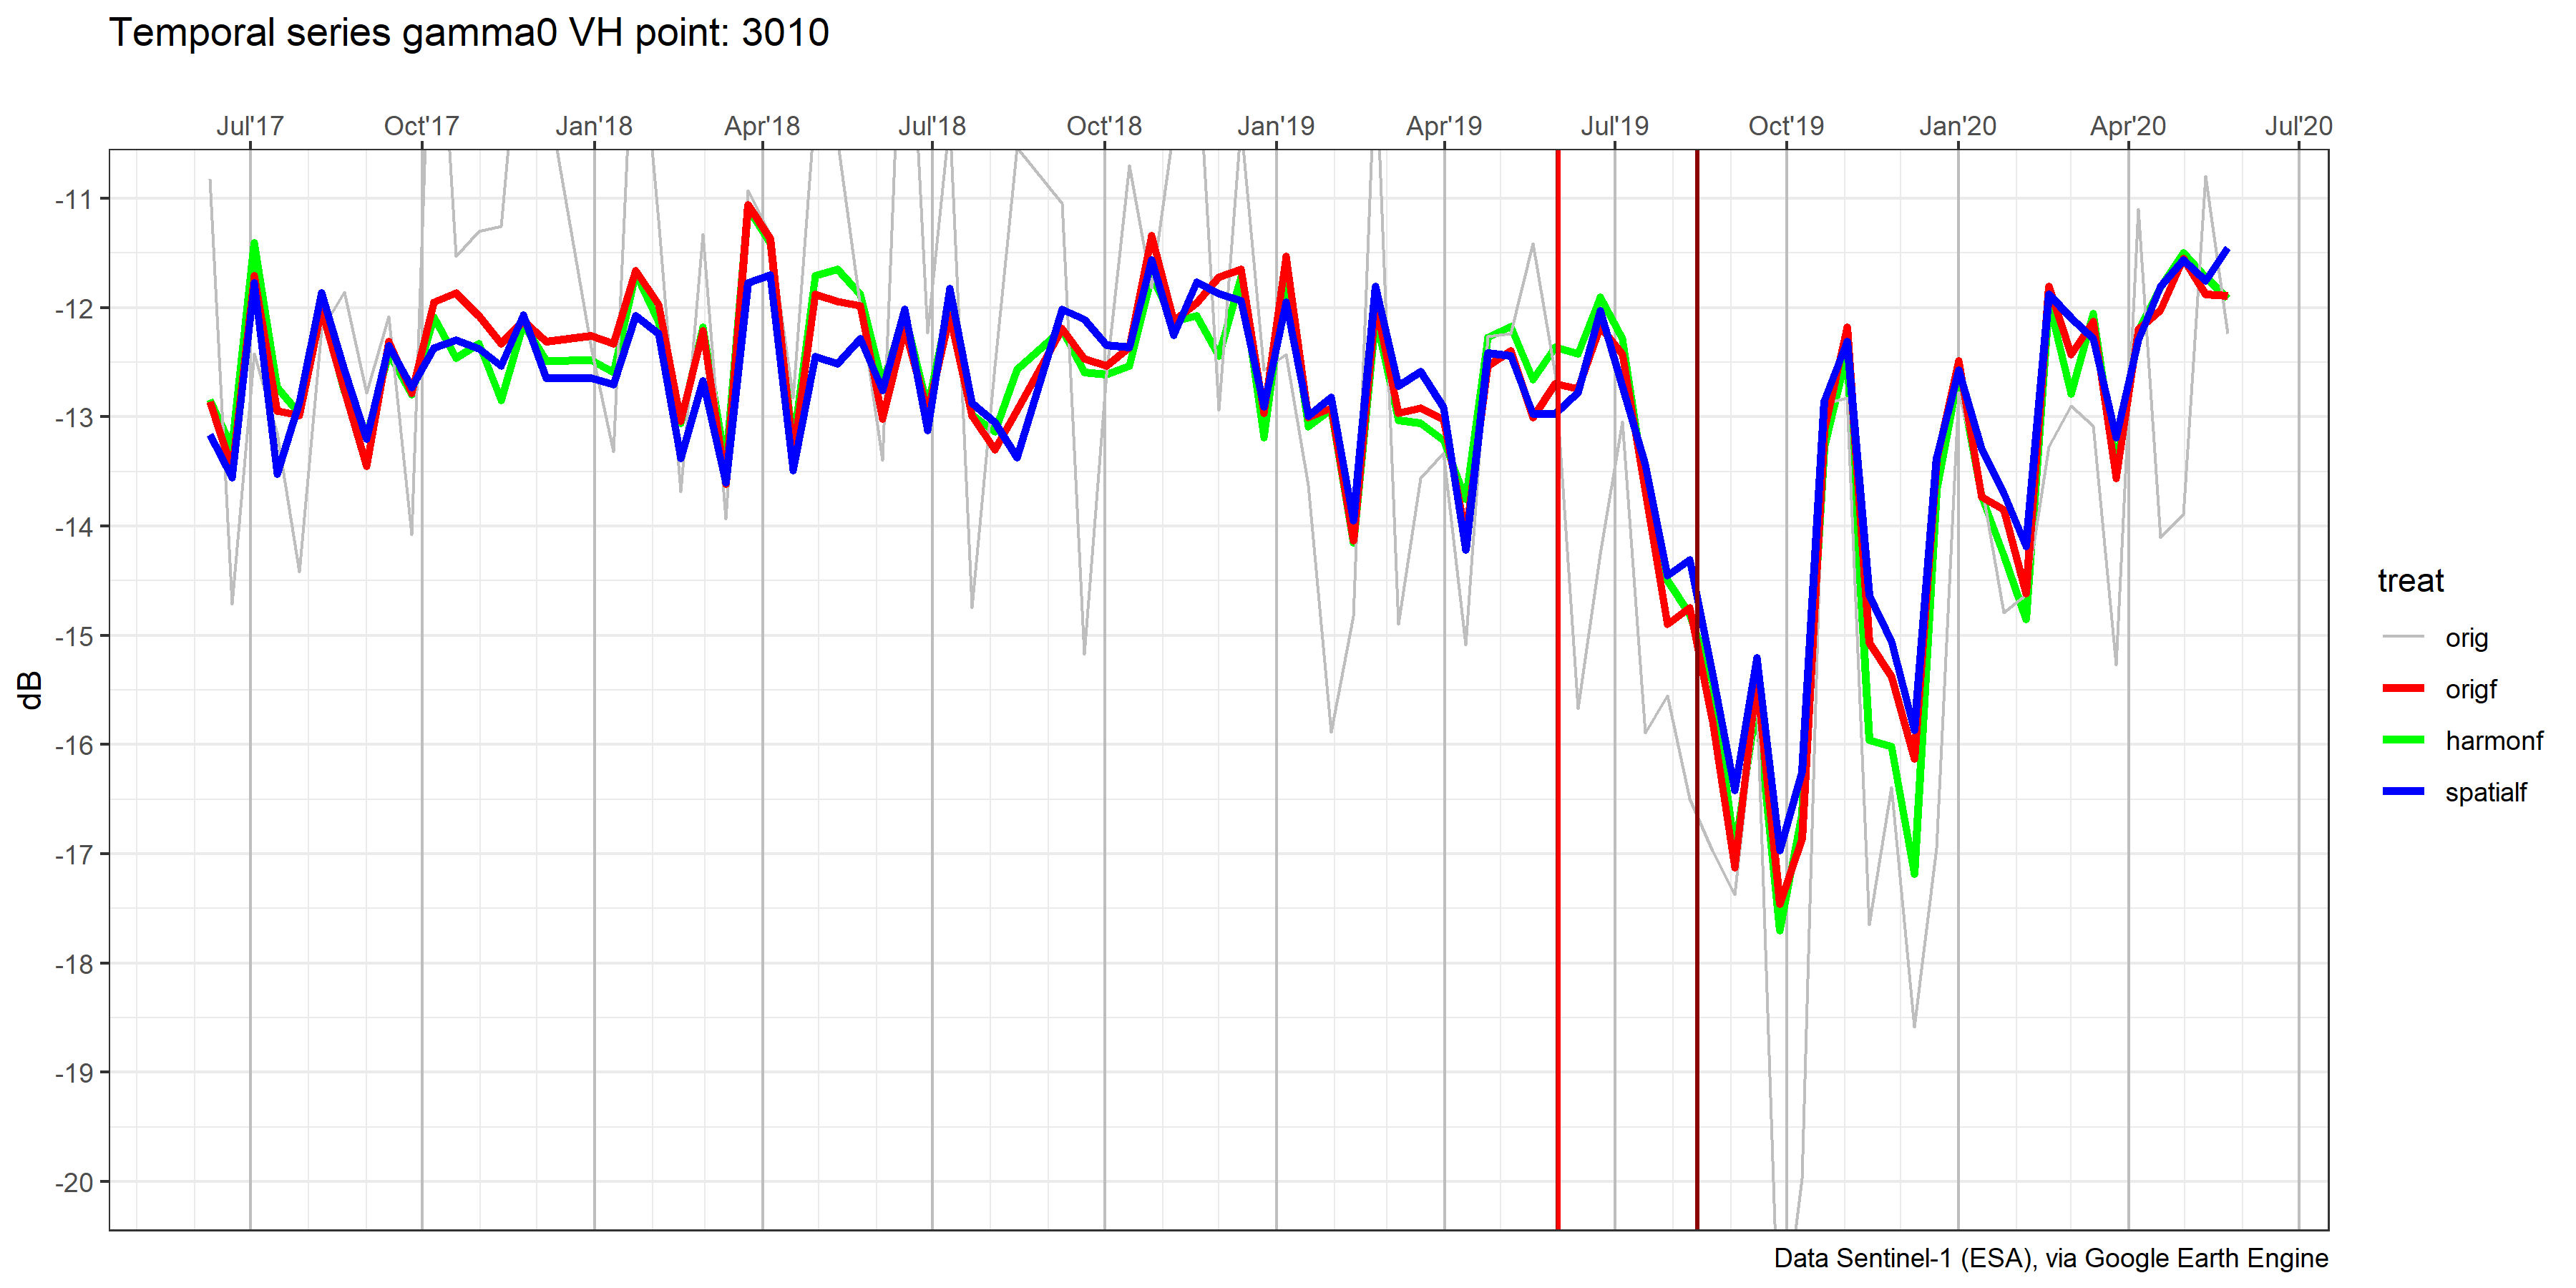 Temporal series gamma0 VH point: 3010
Jul'17 Oct'17 Jan'18 Apr'18 Jul'18 Oct'18 Jan'19 Apr'19 Jul'19 Oct'19 Jan'20 Apr'20 Jul'20
-11
-12
-13
-14
-15
-16
-17
-18
-19
-20
dB
treat
orig
origf
harmonf
spatialf
Data Sentinel-1 (ESA), via Google Earth Engine